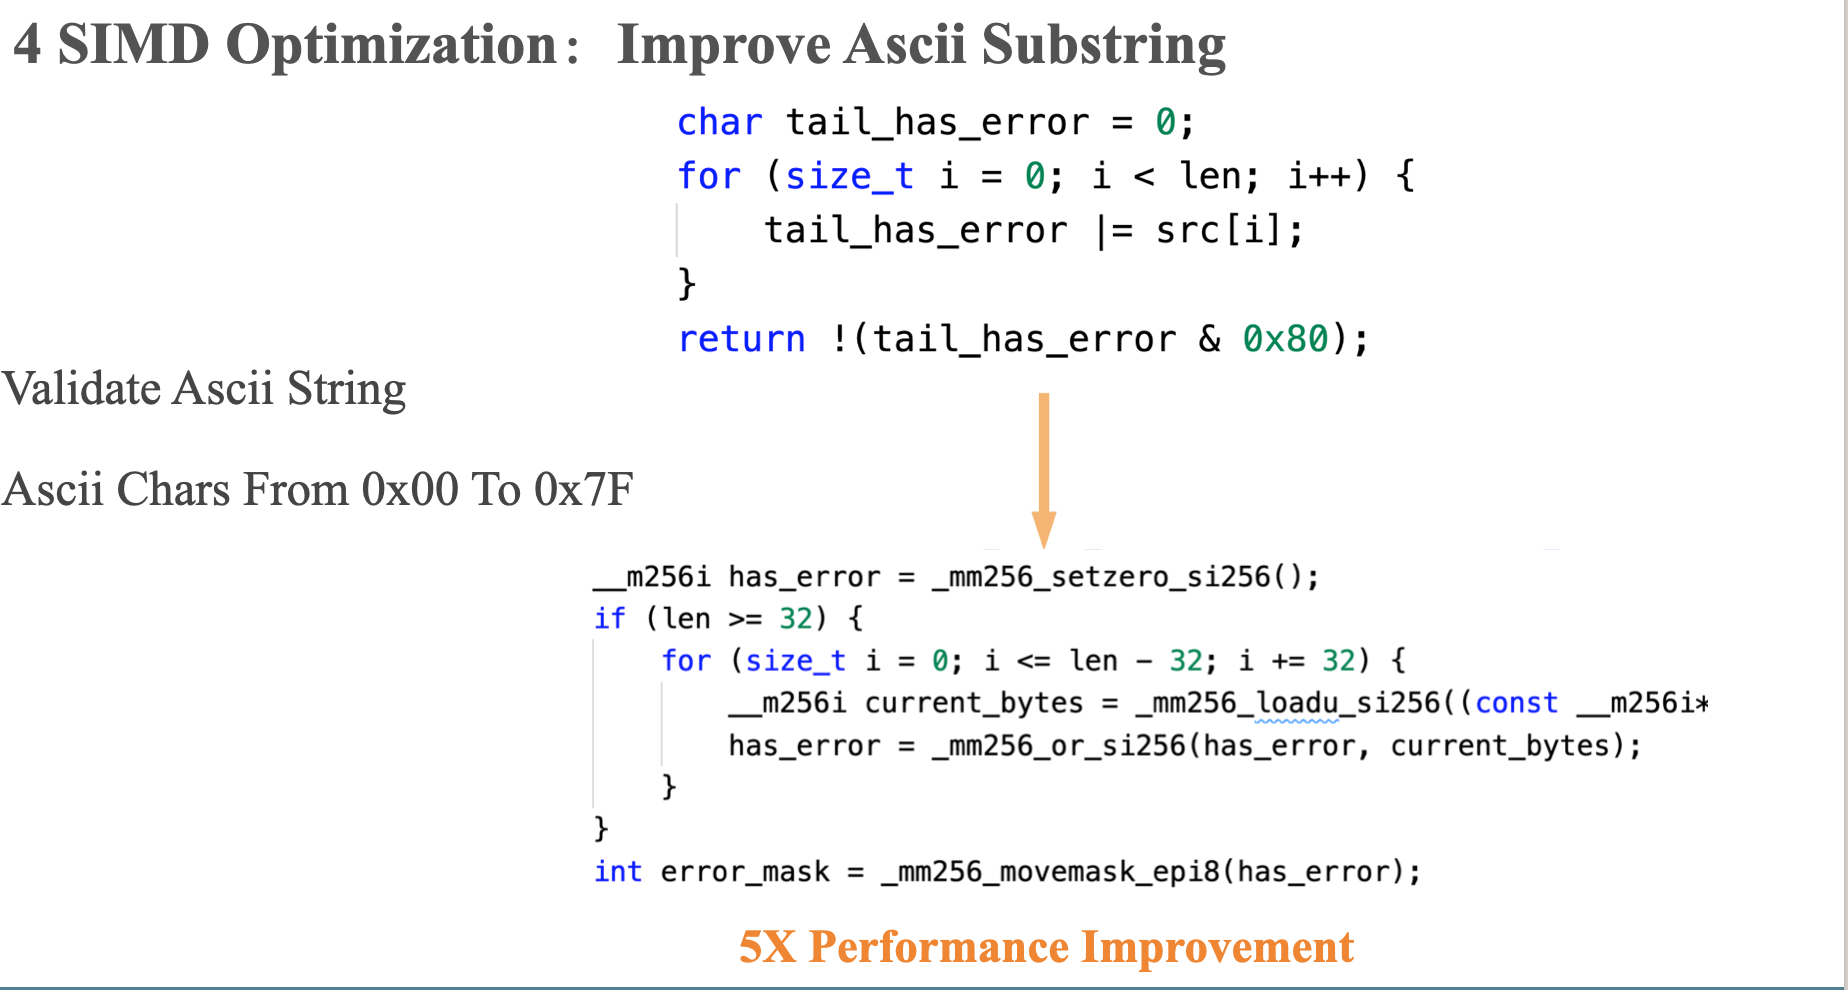 4 SIMD Optimization：Improve Ascii Substring
char tail_has_error = 0;
for (size_t i = 0; i < len; i++) {
    tail_has_error |= src[i];
}
return !(tail_has_error & 0x80);
Validate Ascii String
Ascii Chars From 0x00 To 0x7F
__m256i has_error = _mm256_setzero_si256();
if (len >= 32) {
    for (size_t i = 0; i <= len - 32; i += 32) {
        __m256i current_bytes = _mm256_loadu_si256((const __m256i*
        has_error = _mm256_or_si256(has_error, current_bytes);
    }
}
int error_mask = _mm256_movemask_epi8(has_error);
5X Performance Improvement